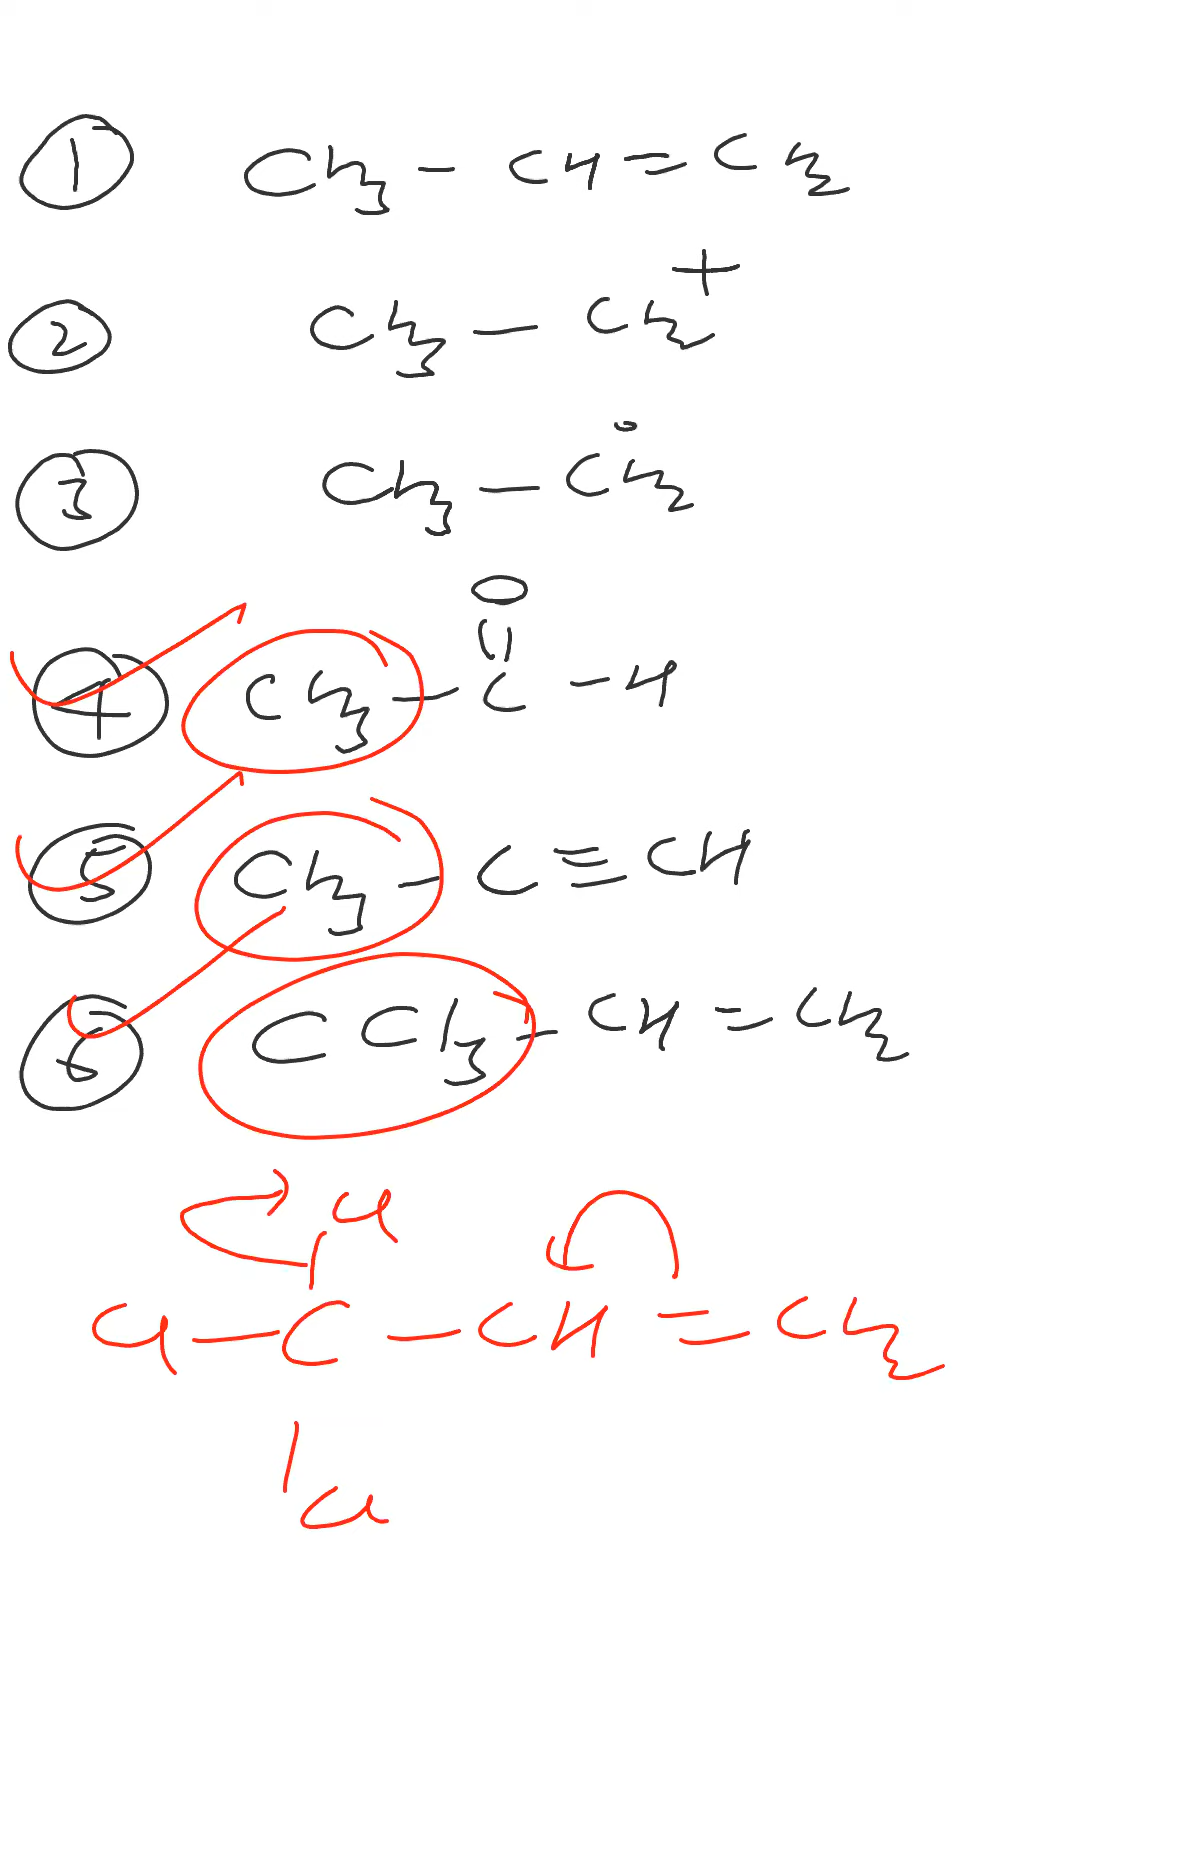 ① CH3 - CH = CH2
+
② CH3 - CH2
③ CH3 - ĊH2
O
||
④ CH3 - C - H
⑤ CH3 - C ≡ CH
⑥ CCl3 - CH = CH2
Cl
|
Cl - C - CH = CH2
|
Cl